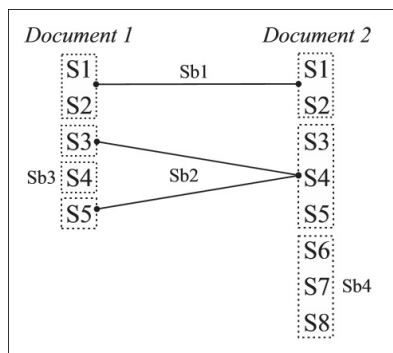 Document 1 Document 2
S1 Sb1 S1
S2 S2
S3 S3
Sb3 S4 Sb2 S4
S5 S5
S6
S7 Sb4
S8